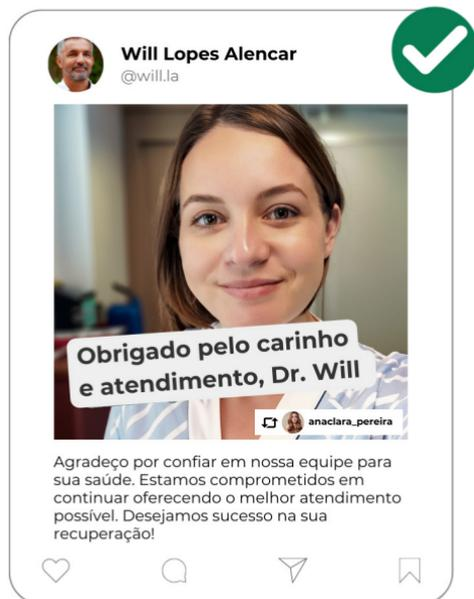 Will Lopes Alencar
@will.la
Obrigado pelo carinho
e atendimento, Dr. Will
anaclara_pereira
Agradeço por confiar em nossa equipe para
sua saúde. Estamos comprometidos em
continuar oferecendo o melhor atendimento
possível. Desejamos sucesso na sua
recuperação!